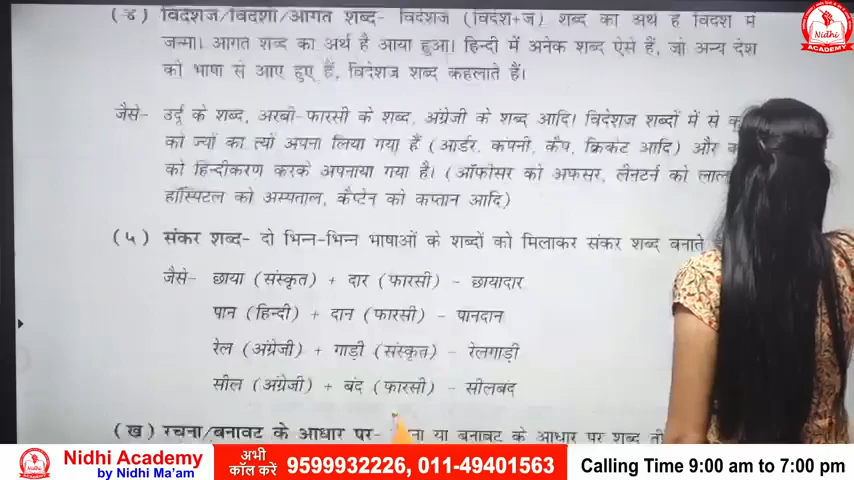 (४) विदेशज/विदेशी/आगत शब्द- विदेशज (विदेश+ज) शब्द का अर्थ है विदेश में
जन्मा। आगत शब्द का अर्थ है आया हुआ। हिन्दी में अनेक शब्द ऐसे हैं, जो अन्य देश
की भाषा से आए हुए हैं, विदेशज शब्द कहलाते हैं।
जैसे- उर्दू के शब्द, अरबी-फारसी के शब्द, अंग्रेजी के शब्द आदि। विदेशज शब्दों में से
को ज्यों का त्यों अपना लिया गया है (आर्डर, कंपनी, कैंप, क्रिकेट आदि) और
को हिन्दीकरण करके अपनाया गया है। (ऑफीसर को अफसर, लैनटर्न को
हॉस्पिटल को अस्पताल, कैप्टेन को कप्तान आदि)
(५) संकर शब्द- दो भिन्न-भिन्न भाषाओं के शब्दों को मिलाकर संकर शब्द बनाते
जैसे- छाया (संस्कृत) + दार (फारसी) - छायादार
पान (हिन्दी) + दान (फारसी) - पानदान
रेल (अंग्रेजी) + गाड़ी (संस्कृत) - रेलगाड़ी
सील (अंग्रेजी) + बंद (फारसी) - सीलबंद
(ख) रचना/बनावट के आधार पर- या बनावट के आधार पर शब्द
Nidhi
ACADEMY
Nidhi Academy
by Nidhi Ma'am
अभी
कॉल करें
9599932226, 011-49401563
Calling Time 9:00 am to 7:00 pm